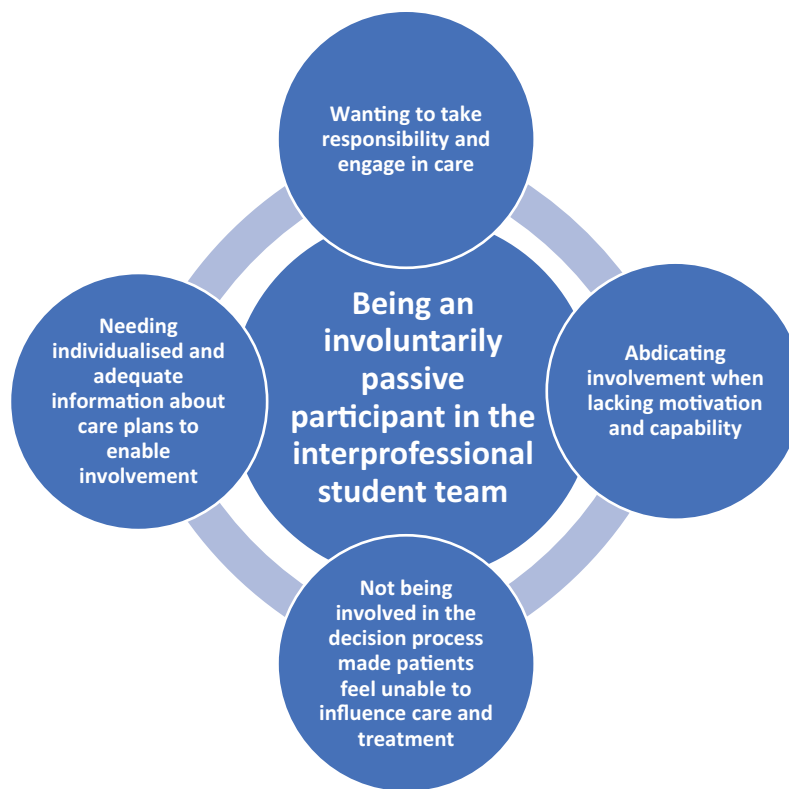 Wanting to take
responsibility and
engage in care
Being an
involuntarily
passive
participant in the
interprofessional
student team
Needing
individualised and
adequate
information about
care plans to
enable
involvement
Abdicating
involvement when
lacking motivation
and capability
Not being
involved in the
decision process
made patients
feel unable to
influence care and
treatment